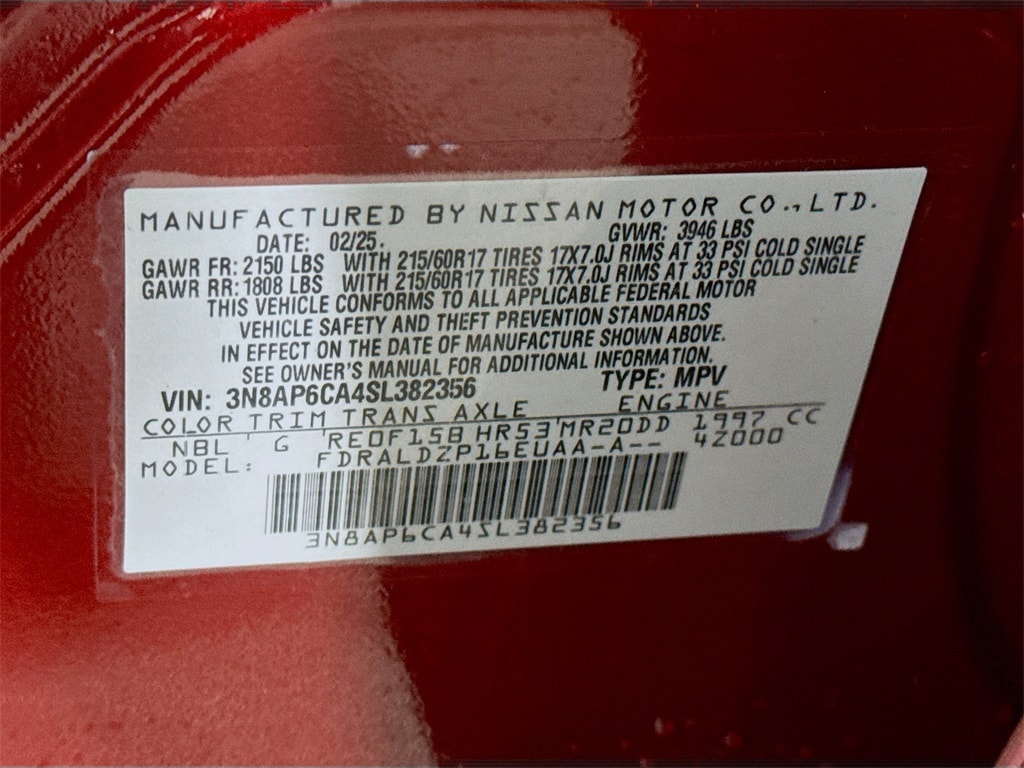 MANUFACTURED BY NISSAN MOTOR CO.,LTD.
DATE: 02/25. GVWR: 3946 LBS
GAWR FR: 2150 LBS WITH 215/60R17 TIRES 17X7.0J RIMS AT 33 PSI COLD SINGLE
GAWR RR: 1808 LBS WITH 215/60R17 TIRES 17X7.0J RIMS AT 33 PSI COLD SINGLE
THIS VEHICLE CONFORMS TO ALL APPLICABLE FEDERAL MOTOR
VEHICLE SAFETY AND THEFT PREVENTION STANDARDS
IN EFFECT ON THE DATE OF MANUFACTURE SHOWN ABOVE.
SEE OWNER'S MANUAL FOR ADDITIONAL INFORMATION.
VIN: 3N8AP6CA4SL382356 TYPE: MPV
COLOR TRIM TRANS AXLE ENGINE
NBL G RE0F15B HR53 MR20DD 1997 CC
MODEL: FDRALDZP16EUAA-A-- 4Z000
3N8AP6CA4SL382356